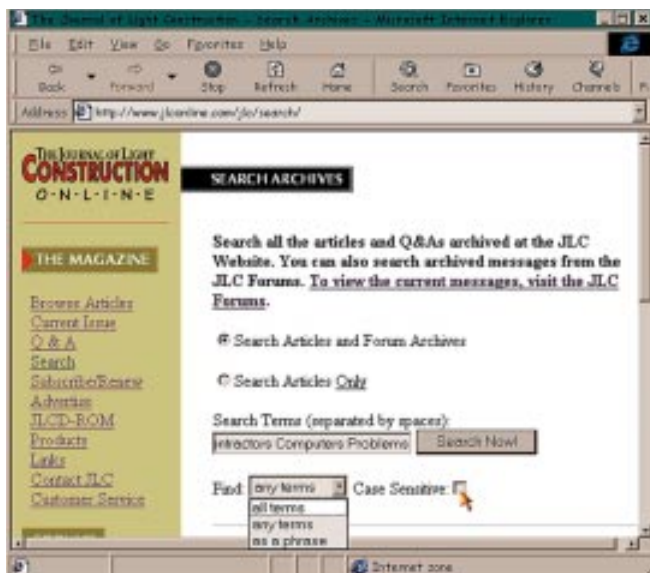 The Journal of Light Construction - Search Archives - Microsoft Internet Explorer
File Edit View Go Favorites Help
Back Forward Stop Refresh Home Search Favorites History Channels
Address http://www.jlconline.com/jlc/search/
THE JOURNAL OF LIGHT
CONSTRUCTION
O·N·L·I·N·E
SEARCH ARCHIVES
Search all the articles and Q&As archived at the JLC
Website. You can also search archived messages from the
JLC Forums. To view the current messages, visit the JLC
Forums.
THE MAGAZINE
Browse Articles
Current Issue
Q & A
Search
Subscribe/Renew
Advertise
JLCD-ROM
Products
Links
Contact JLC
Customer Service
Search Articles and Forum Archives
Search Articles Only
Search Terms (separated by spaces):
ntractors Computers Problems Search Now!
Find: any terms Case Sensitive:
all terms
any terms
as a phrase
Internet zone